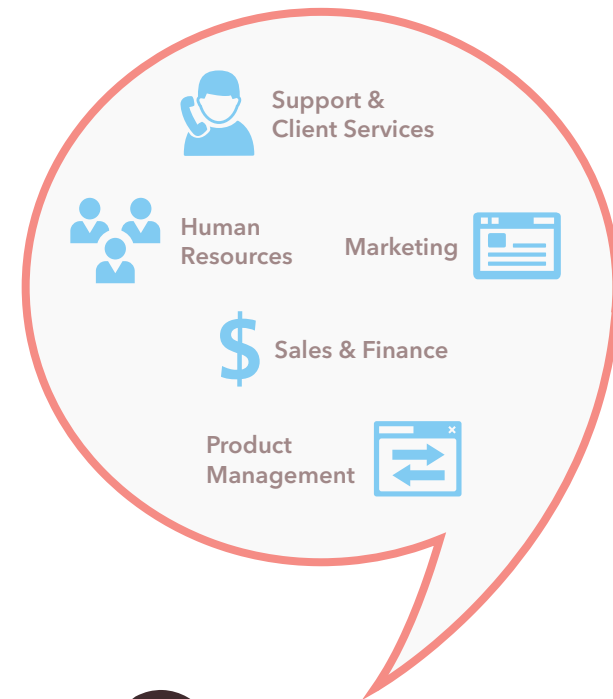 Support &
Client Services
Human
Resources
Marketing
$
Sales & Finance
Product
Management